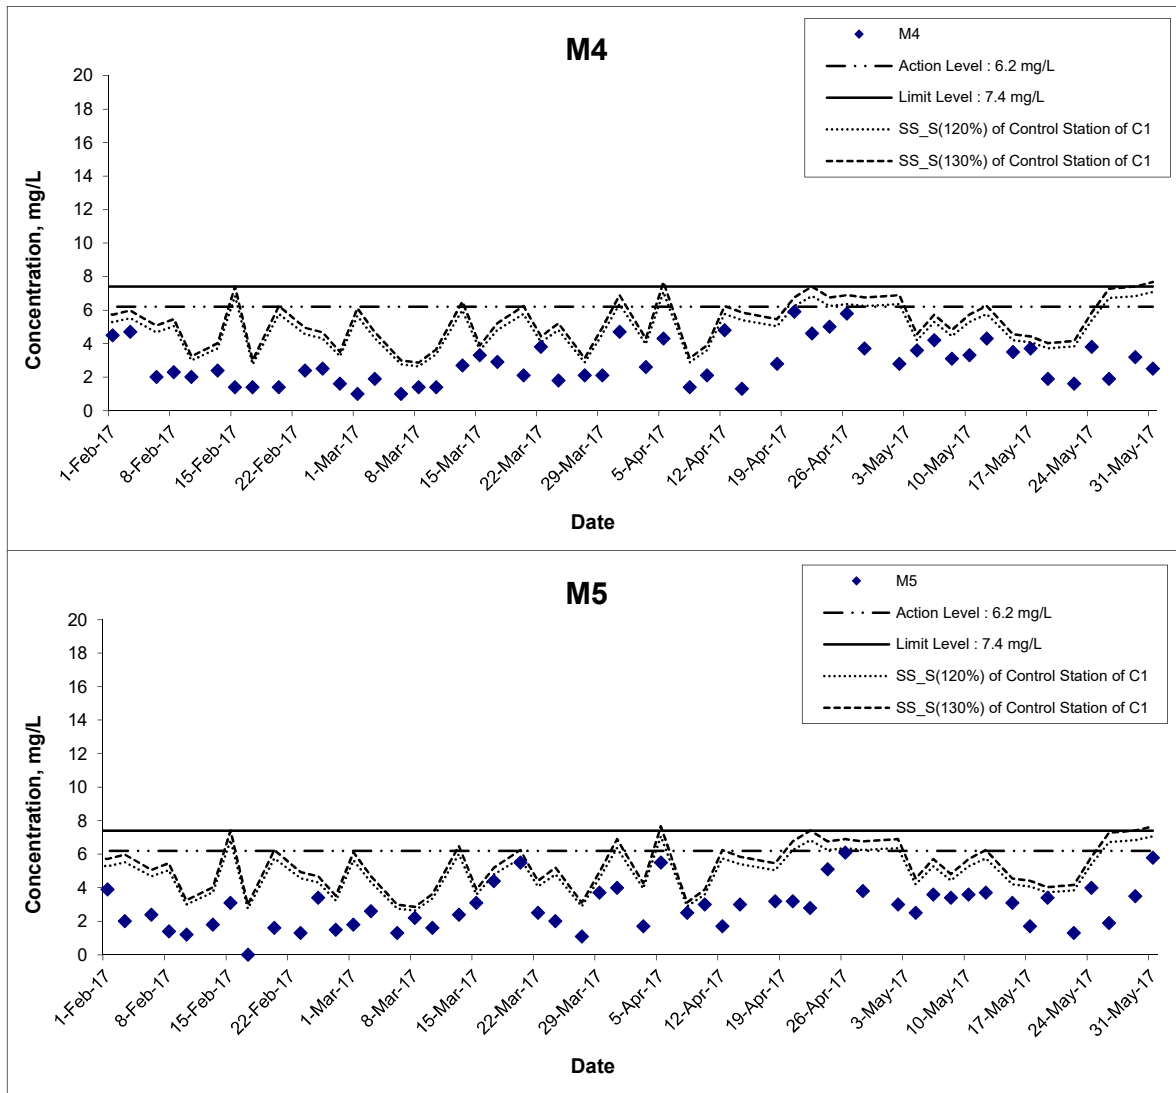 M4
M4
Action Level : 6.2 mg/L
Limit Level : 7.4 mg/L
SS_S(120%) of Control Station of C1
SS_S(130%) of Control Station of C1
Concentration, mg/L
20
18
16
14
12
10
8
6
4
2
0
1-Feb-17
8-Feb-17
15-Feb-17
22-Feb-17
1-Mar-17
8-Mar-17
15-Mar-17
22-Mar-17
29-Mar-17
5-Apr-17
12-Apr-17
19-Apr-17
26-Apr-17
3-May-17
10-May-17
17-May-17
24-May-17
31-May-17
Date
M5
M5
Action Level : 6.2 mg/L
Limit Level : 7.4 mg/L
SS_S(120%) of Control Station of C1
SS_S(130%) of Control Station of C1
Concentration, mg/L
20
18
16
14
12
10
8
6
4
2
0
1-Feb-17
8-Feb-17
15-Feb-17
22-Feb-17
1-Mar-17
8-Mar-17
15-Mar-17
22-Mar-17
29-Mar-17
5-Apr-17
12-Apr-17
19-Apr-17
26-Apr-17
3-May-17
10-May-17
17-May-17
24-May-17
31-May-17
Date